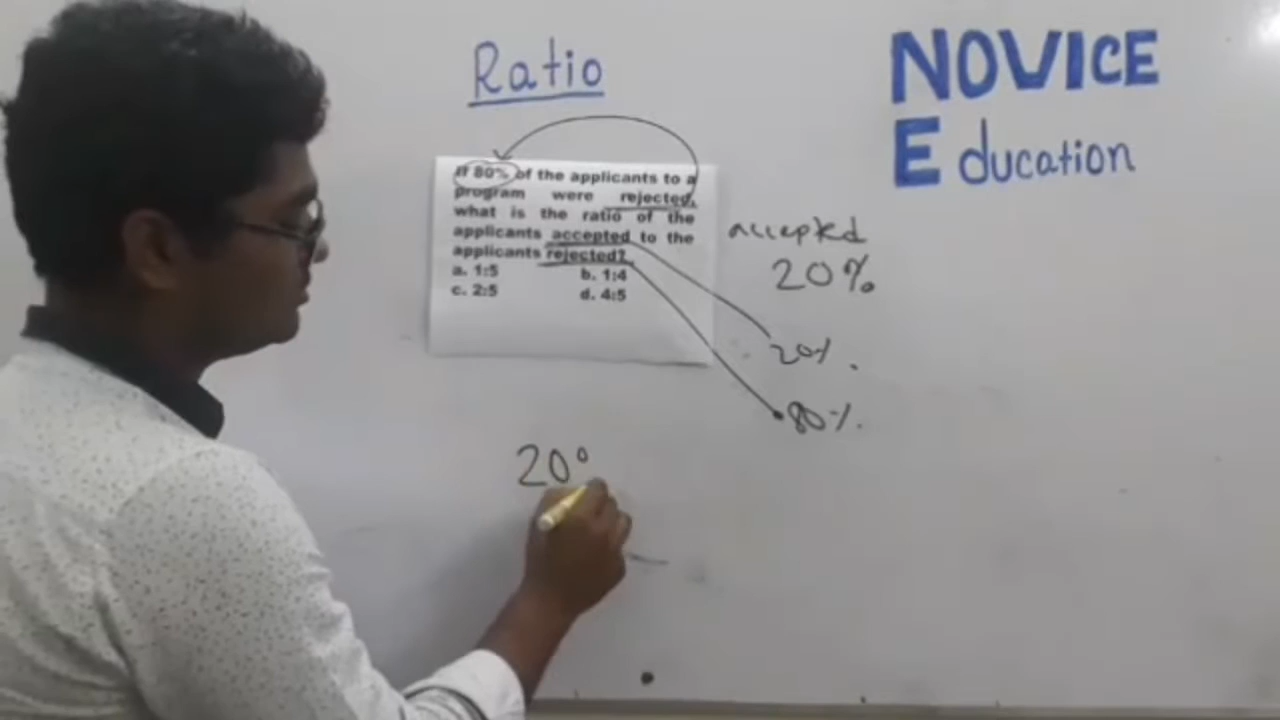 Ratio
NOVICE
Education
If 80% of the applicants to a
program were rejected,
what is the ratio of the
applicants accepted to the
applicants rejected?
a. 1:5 b. 1:4
c. 2:5 d. 4:5
accepted
20%
20%.
80%.
20°